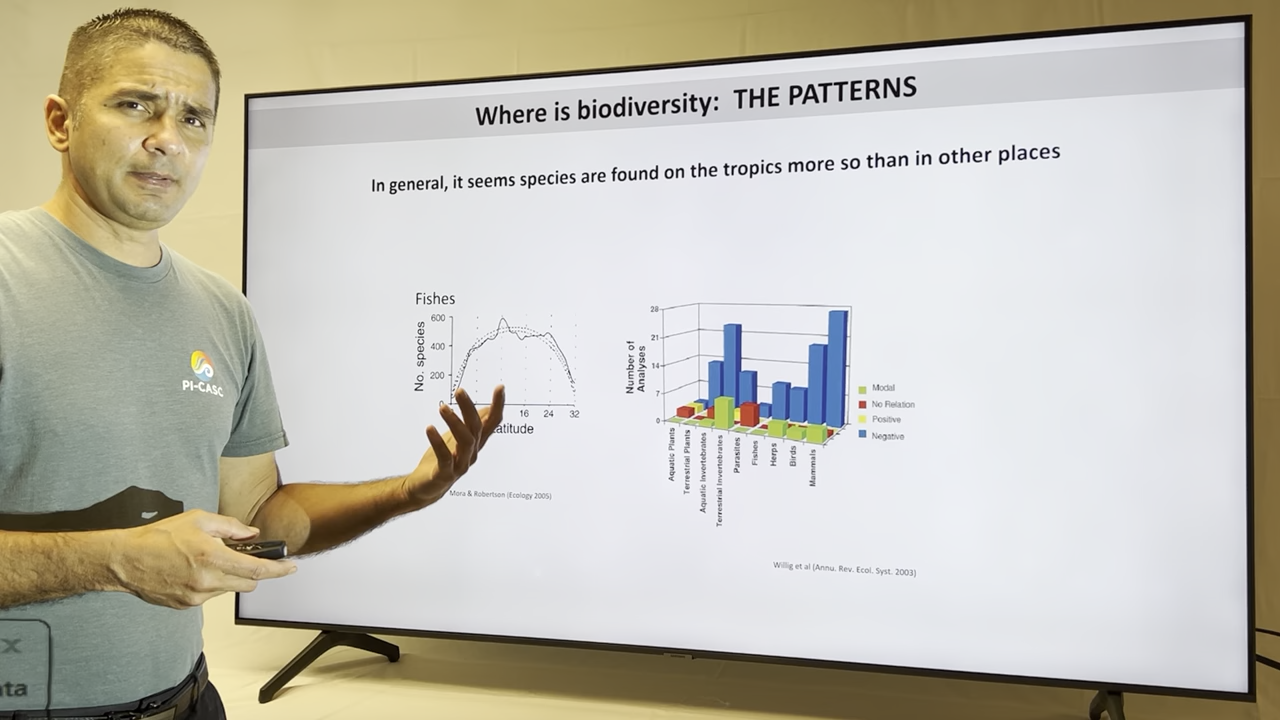 Where is biodiversity: THE PATTERNS
In general, it seems species are found on the tropics more so than in other places
Fishes
No. species
600
400
200
16 24 32
atitude
Mora & Robertson (Ecology 2005)
Number of
Analyses
28
21
14
7
0
Aquatic Plants
Terrestrial Plants
Aquatic Invertebrates
Terrestrial Invertebrates
Parasites
Fishes
Herps
Birds
Mammals
Modal
No Relation
Positive
Negative
Willig et al (Annu. Rev. Ecol. Syst. 2003)
PI-CASC
x
ata